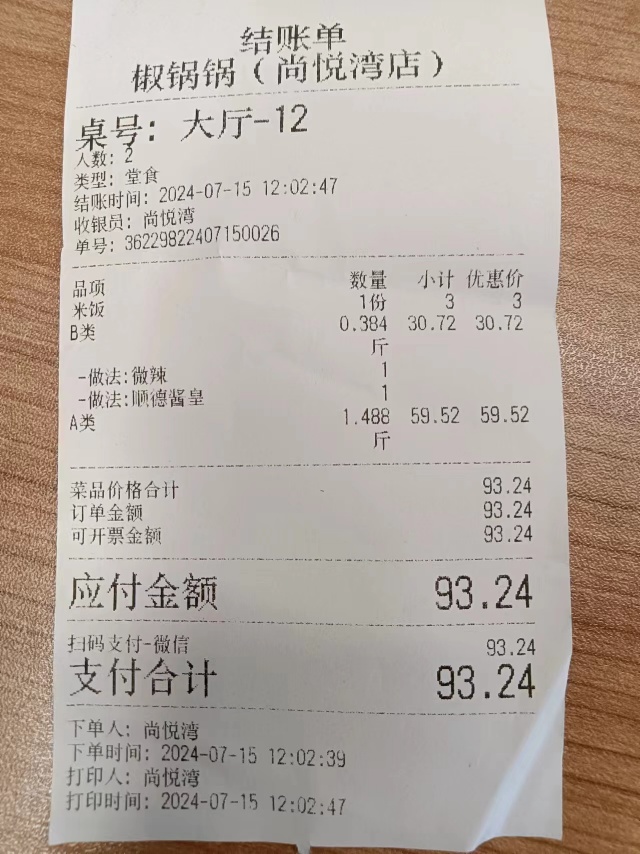 结账单
椒锅锅（尚悦湾店）
桌号: 大厅-12
人数: 2
类型: 堂食
结账时间: 2024-07-15 12:02:47
收银员: 尚悦湾
单号: 36229822407150026
品项 数量 小计 优惠价
米饭 1份 3 3
B类 0.384 30.72 30.72
斤
-做法:微辣 1
-做法:顺德酱皇 1
A类 1.488 59.52 59.52
斤
菜品价格合计 93.24
订单金额 93.24
可开票金额 93.24
应付金额 93.24
扫码支付-微信 93.24
支付合计 93.24
下单人: 尚悦湾
下单时间: 2024-07-15 12:02:39
打印人: 尚悦湾
打印时间: 2024-07-15 12:02:47